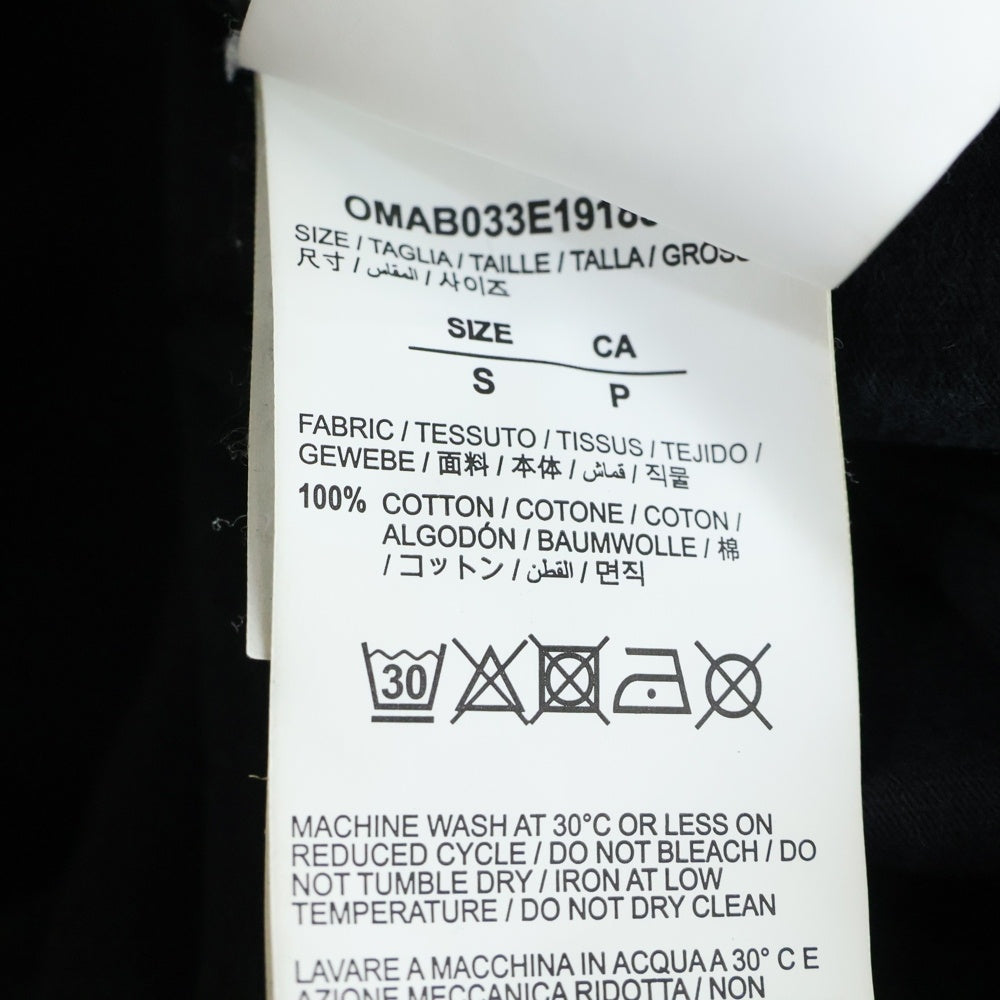 OMAB033E1918
SIZE / TAGLIA / TAILLE / TALLA /
尺寸 / المقاس / 사이즈
SIZE CA
S P
FABRIC / TESSUTO / TISSUS / TEJIDO /
GEWEBE / 面料 / 本体 / قماش / 직물
100% COTTON / COTONE / COTON /
ALGODÓN / BAUMWOLLE / 棉
/ コットン / القطن / 면직
30
MACHINE WASH AT 30°C OR LESS ON
REDUCED CYCLE / DO NOT BLEACH / DO
NOT TUMBLE DRY / IRON AT LOW
TEMPERATURE / DO NOT DRY CLEAN
LAVARE A MACCHINA IN ACQUA A 30° C E
AZIONE MECCANICA RIDOTTA / NON